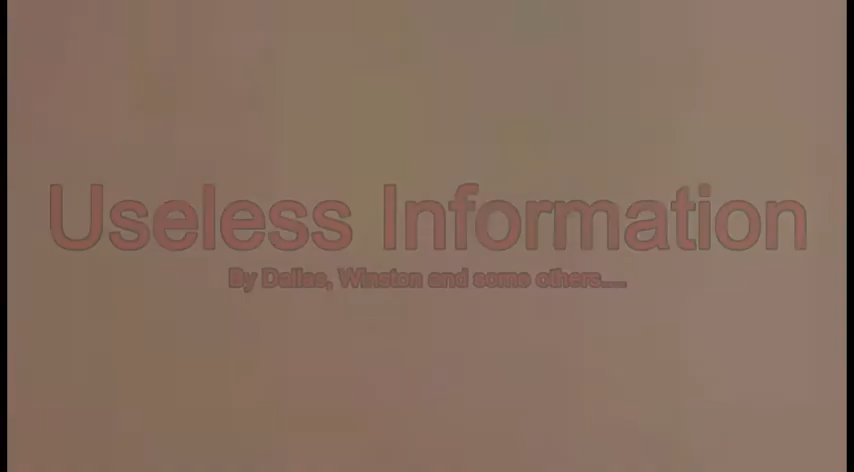 Useless Information
By Dallas, Winston and some others....